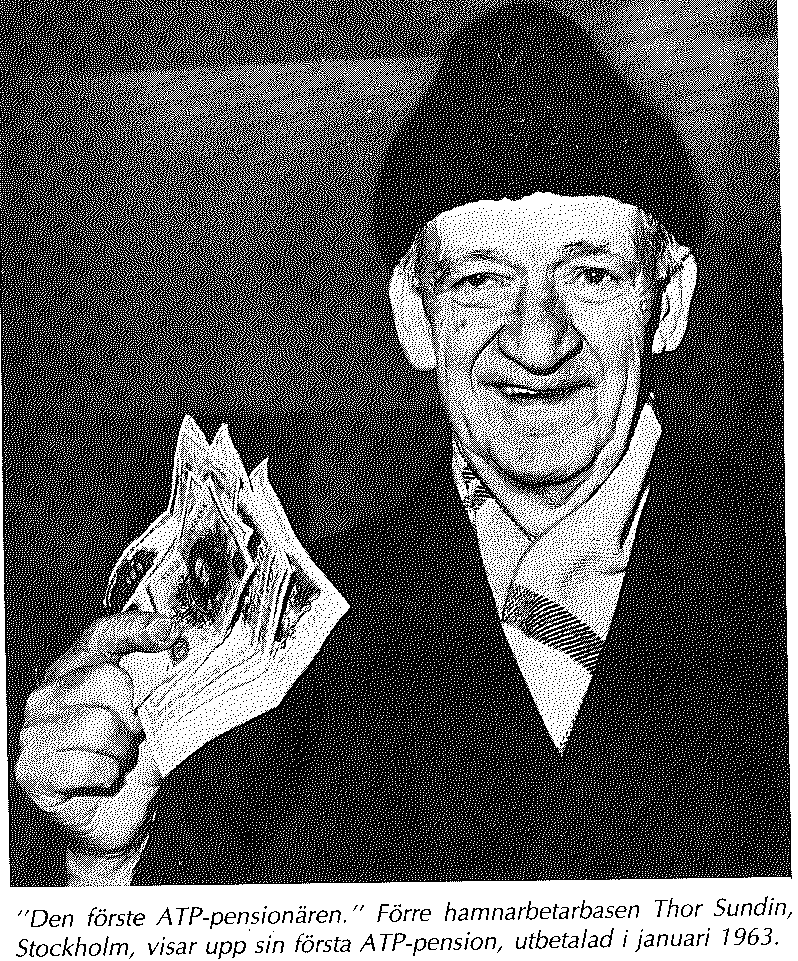 "Den förste ATP-pensionären." Förre hamnarbetarbasen Thor Sundin,
Stockholm, visar upp sin första ATP-pension, utbetalad i januari 1963.